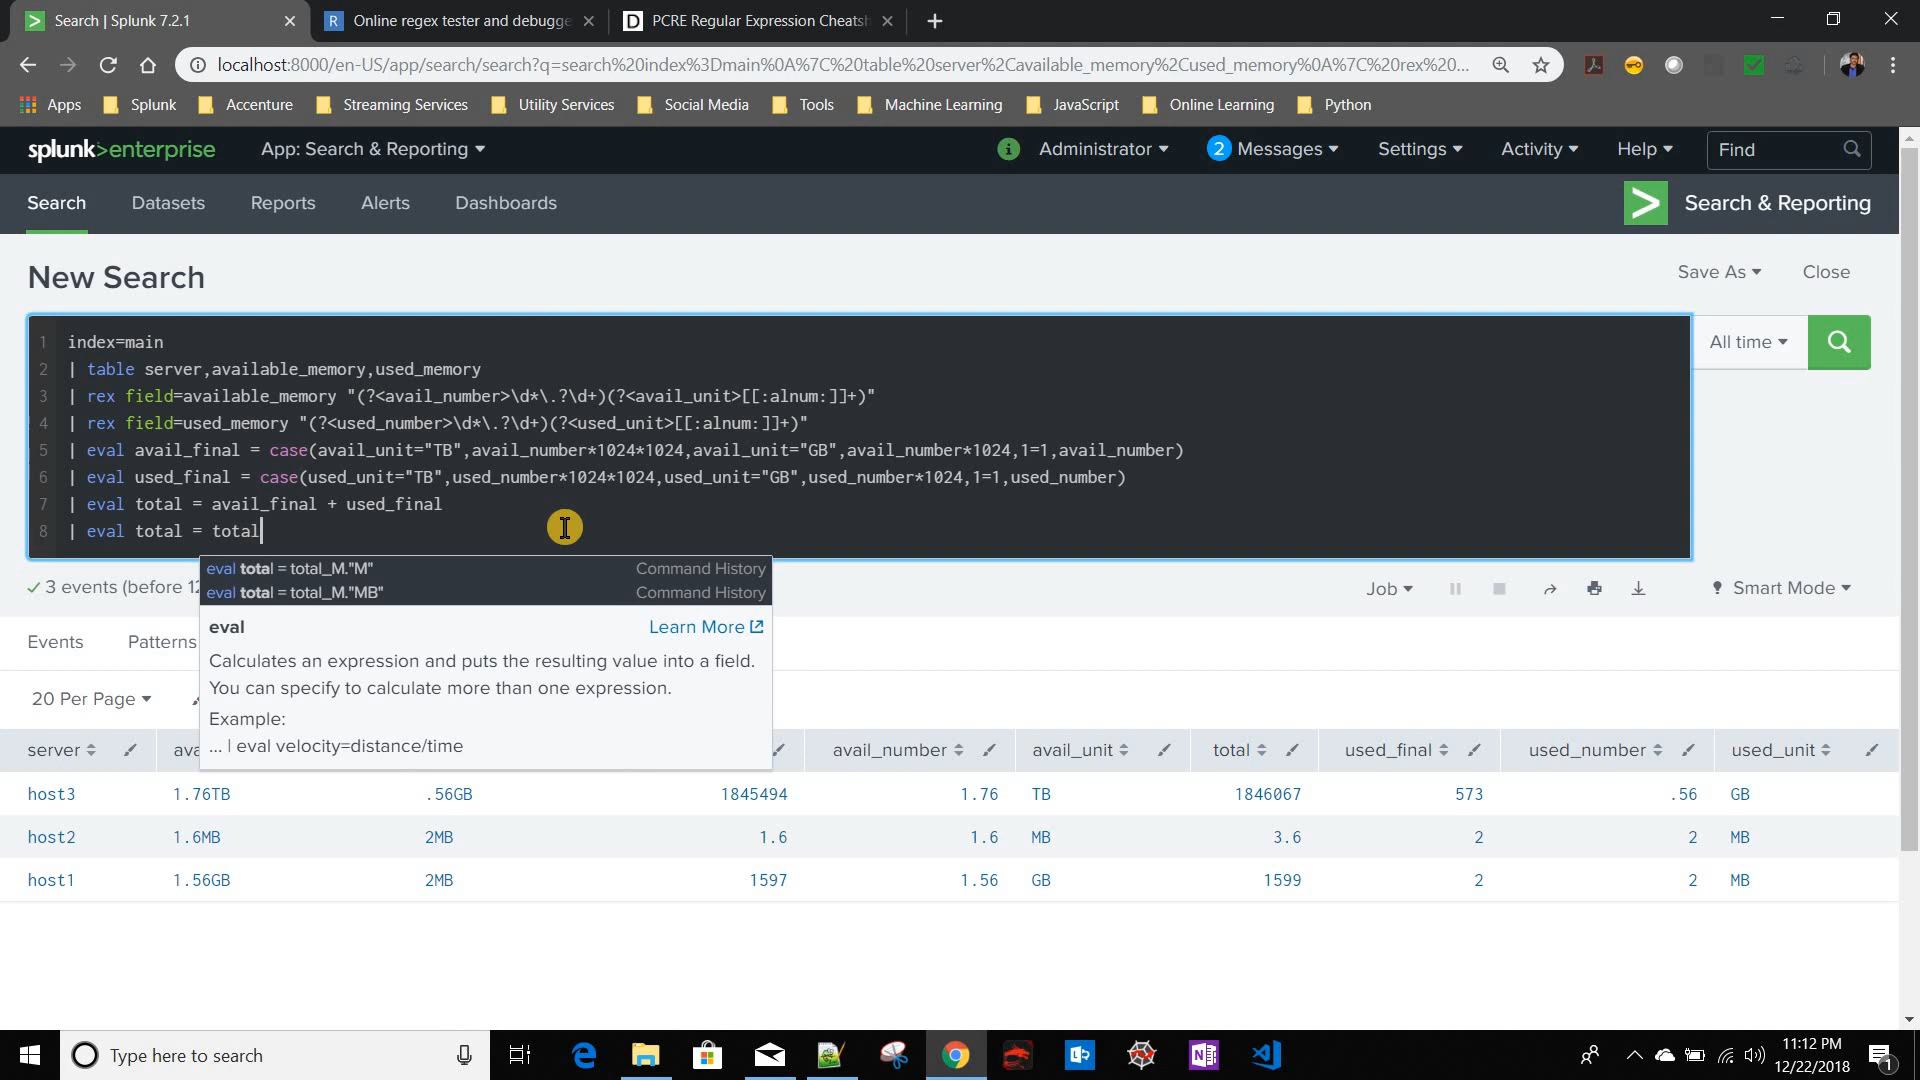 Search | Splunk 7.2.1
Online regex tester and debugge
PCRE Regular Expression Cheatsh
localhost:8000/en-US/app/search/search?q=search%20index%3Dmain%0A%7C%20table%20server%2Cavailable_memory%2Cused_memory%0A%7C%20rex%20...
Apps Splunk Accenture Streaming Services Utility Services Social Media Tools Machine Learning JavaScript Online Learning Python
splunk>enterprise App: Search & Reporting Administrator 2 Messages Settings Activity Help Find
Search Datasets Reports Alerts Dashboards Search & Reporting
New Search Save As Close
All time
1 index=main
2 | table server,available_memory,used_memory
3 | rex field=available_memory "(?<avail_number>\d*\.?\d+)(?<avail_unit>[[:alnum:]]+)"
4 | rex field=used_memory "(?<used_number>\d*\.?\d+)(?<used_unit>[[:alnum:]]+)"
5 | eval avail_final = case(avail_unit="TB",avail_number*1024*1024,avail_unit="GB",avail_number*1024,1=1,avail_number)
6 | eval used_final = case(used_unit="TB",used_number*1024*1024,used_unit="GB",used_number*1024,1=1,used_number)
7 | eval total = avail_final + used_final
8 | eval total = total
eval total = total_M."M" Command History
eval total = total_M."MB" Command History
3 events (before 12 Job Smart Mode
eval Learn More
Calculates an expression and puts the resulting value into a field.
You can specify to calculate more than one expression.
Example:
... | eval velocity=distance/time
Events Patterns
20 Per Page
server ava avail_number avail_unit total used_final used_number used_unit
host3 1.76TB .56GB 1845494 1.76 TB 1846067 573 .56 GB
host2 1.6MB 2MB 1.6 1.6 MB 3.6 2 2 MB
host1 1.56GB 2MB 1597 1.56 GB 1599 2 2 MB
Type here to search
11:12 PM
12/22/2018
1